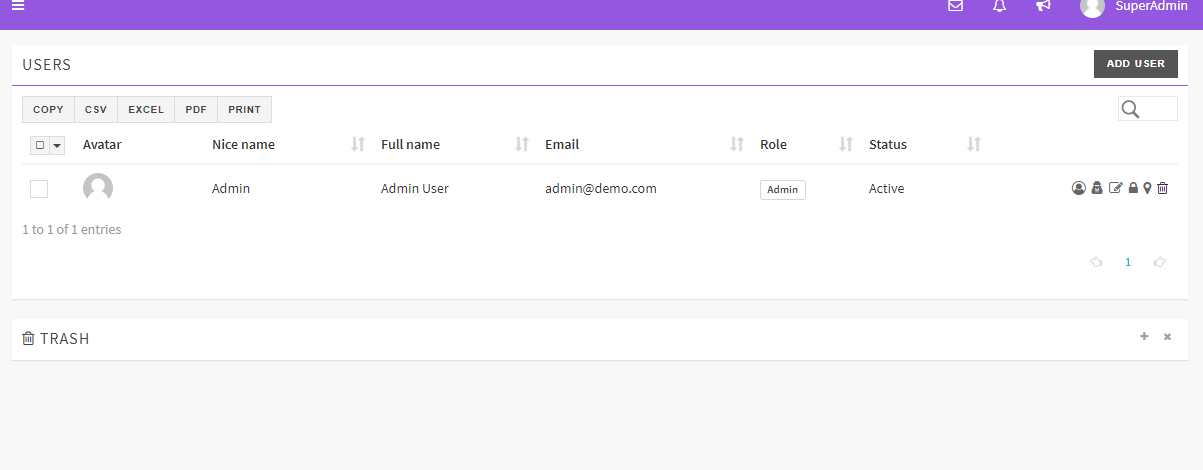 SuperAdmin
USERS
ADD USER
COPY CSV EXCEL PDF PRINT
Avatar Nice name Full name Email Role Status
Admin Admin User admin@demo.com Admin Active
1 to 1 of 1 entries
1
TRASH